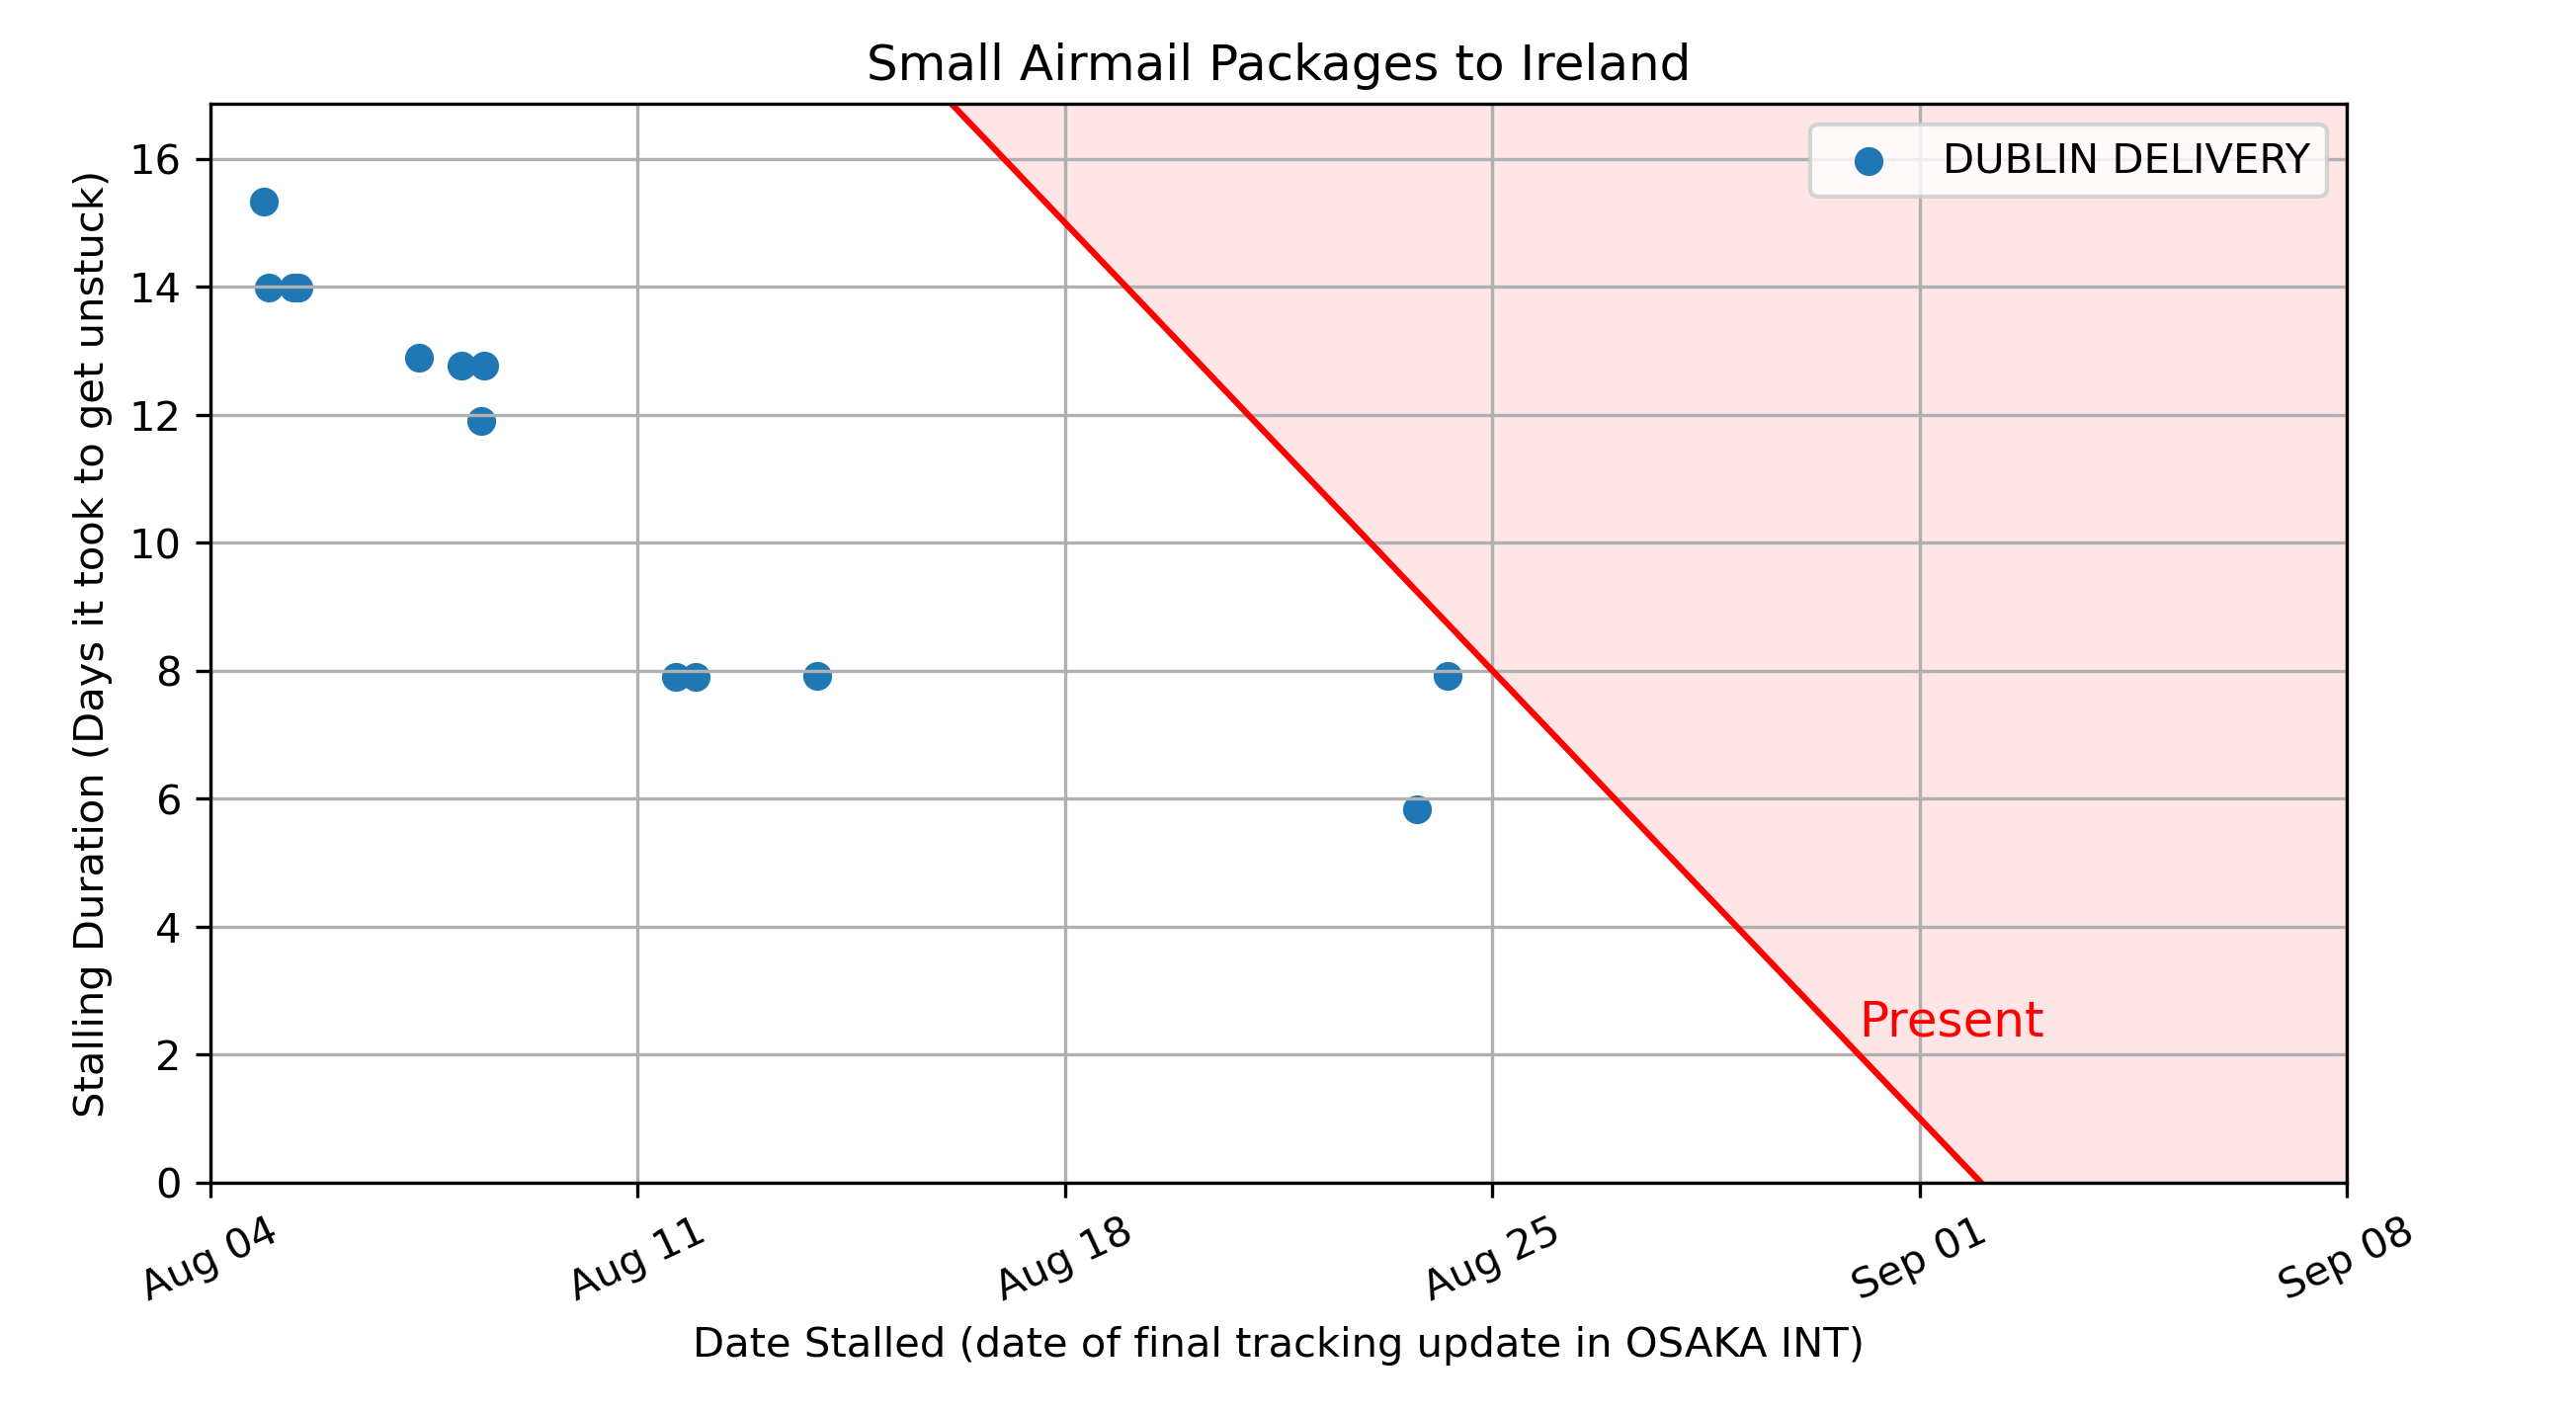 Small Airmail Packages to Ireland
DUBLIN DELIVERY
Stalling Duration (Days it took to get unstuck)
16
14
12
10
8
6
4
2
0
Present
Aug 04
Aug 11
Aug 18
Aug 25
Sep 01
Sep 08
Date Stalled (date of final tracking update in OSAKA INT)